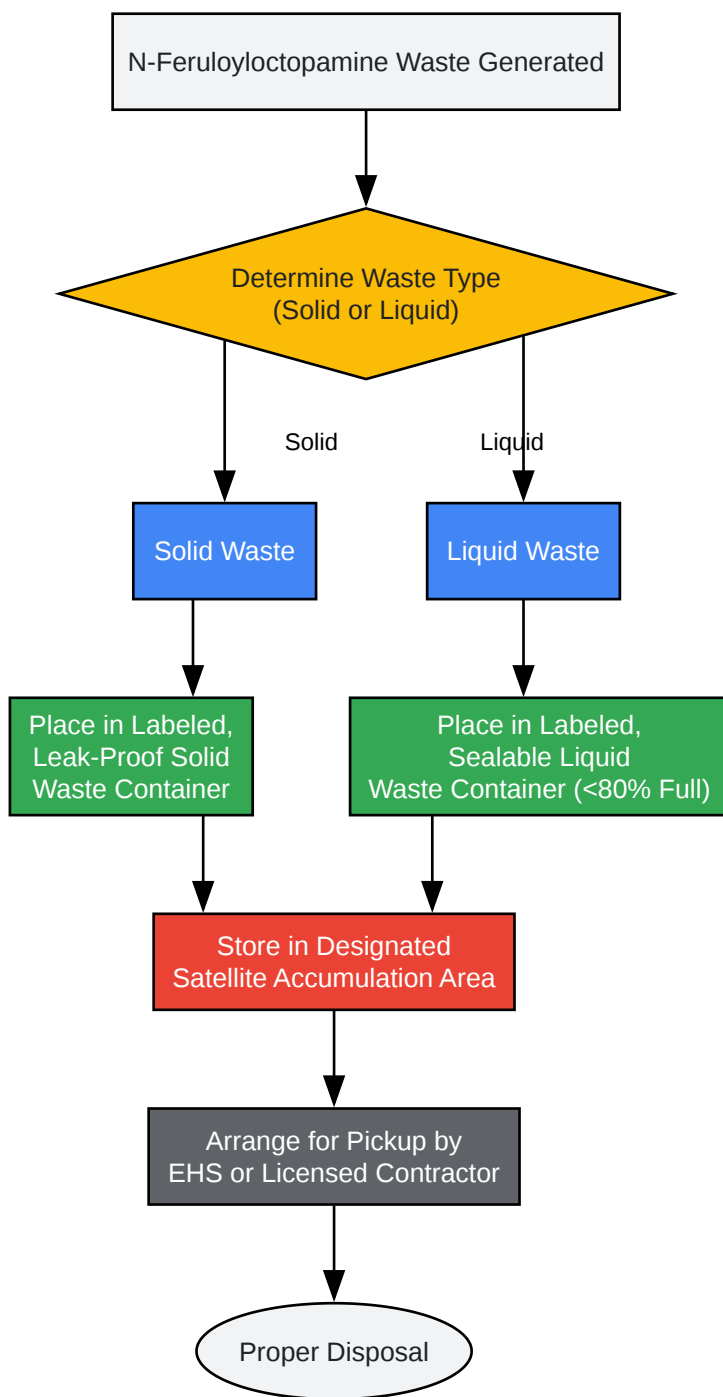 N-Feruloyloctopamine Waste Generated
Determine Waste Type
(Solid or Liquid)
Solid
Liquid
Solid Waste
Liquid Waste
Place in Labeled,
Leak-Proof Solid
Waste Container
Place in Labeled,
Sealable Liquid
Waste Container (<80% Full)
Store in Designated
Satellite Accumulation Area
Arrange for Pickup by
EHS or Licensed Contractor
Proper Disposal